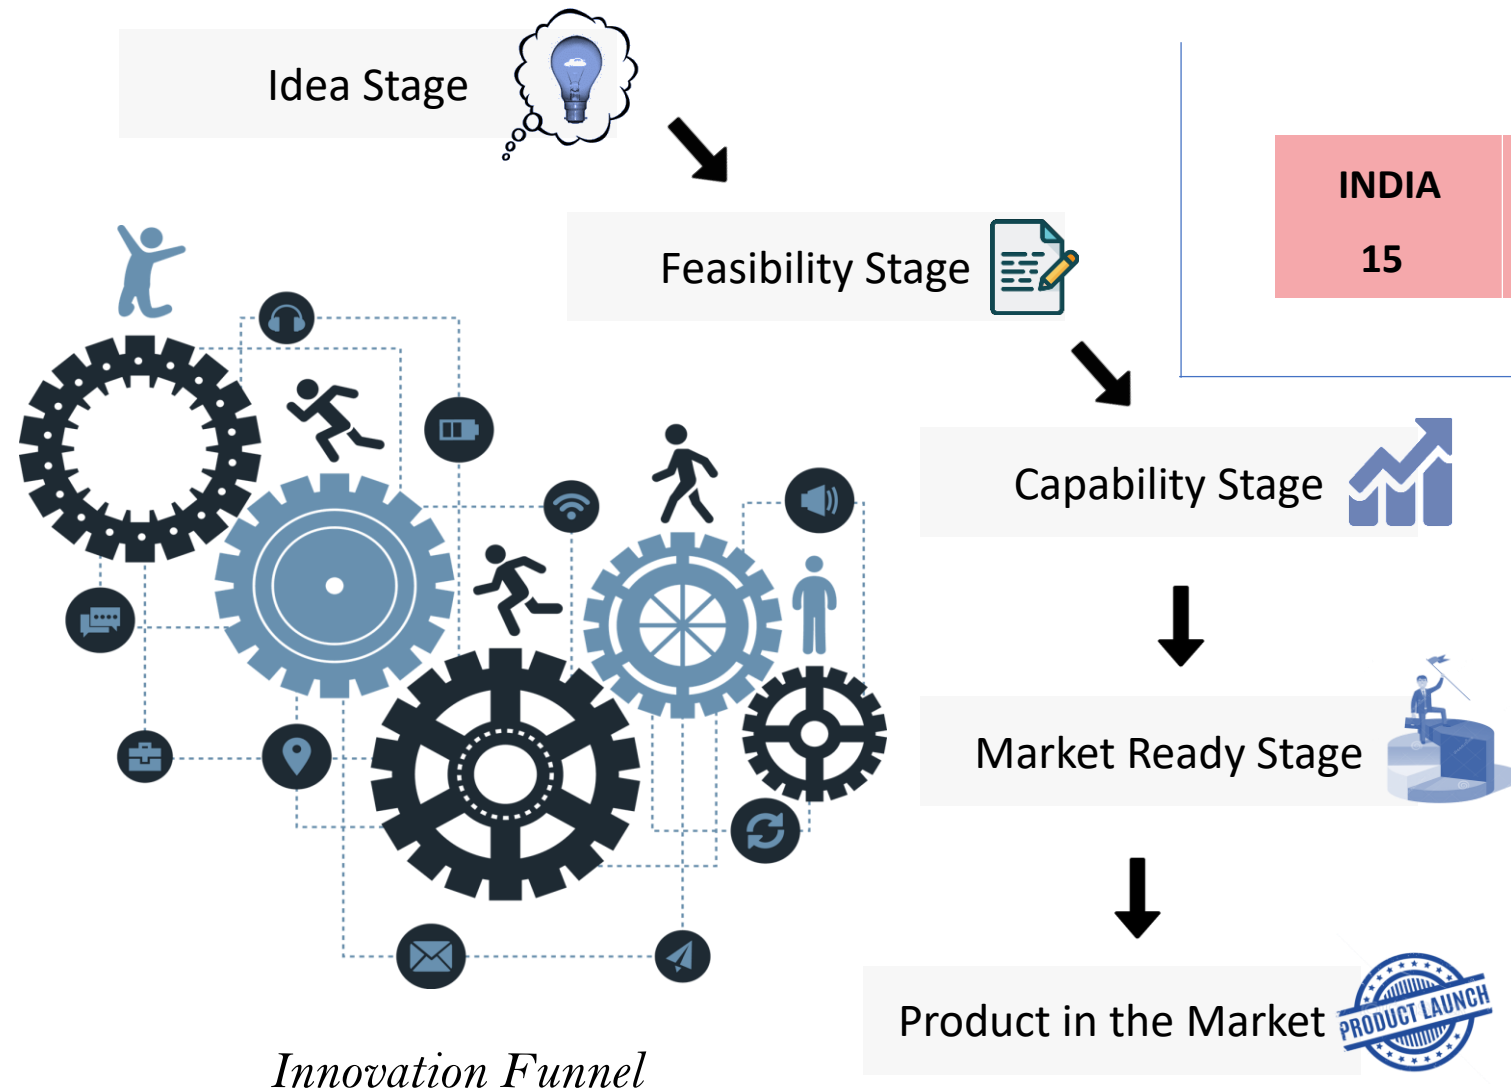 Idea Stage
Feasibility Stage
INDIA
15
Capability Stage
Market Ready Stage
Product in the Market
PRODUCT LAUNCH
Innovation Funnel